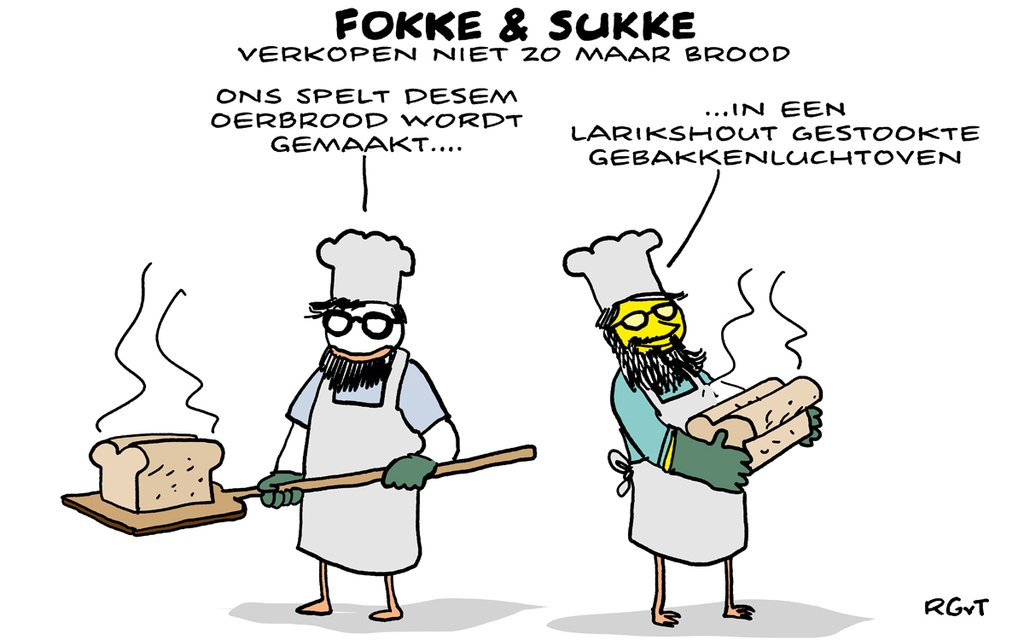 FOKKE & SUKKE
VERKOPEN NIET ZO MAAR BROOD
ONS SPELT DESEM
OERBROOD WORDT
GEMAAKT....
...IN EEN
LARIKSHOUT GESTOOKTE
GEBAKKENLUCHTOVEN
RGvT